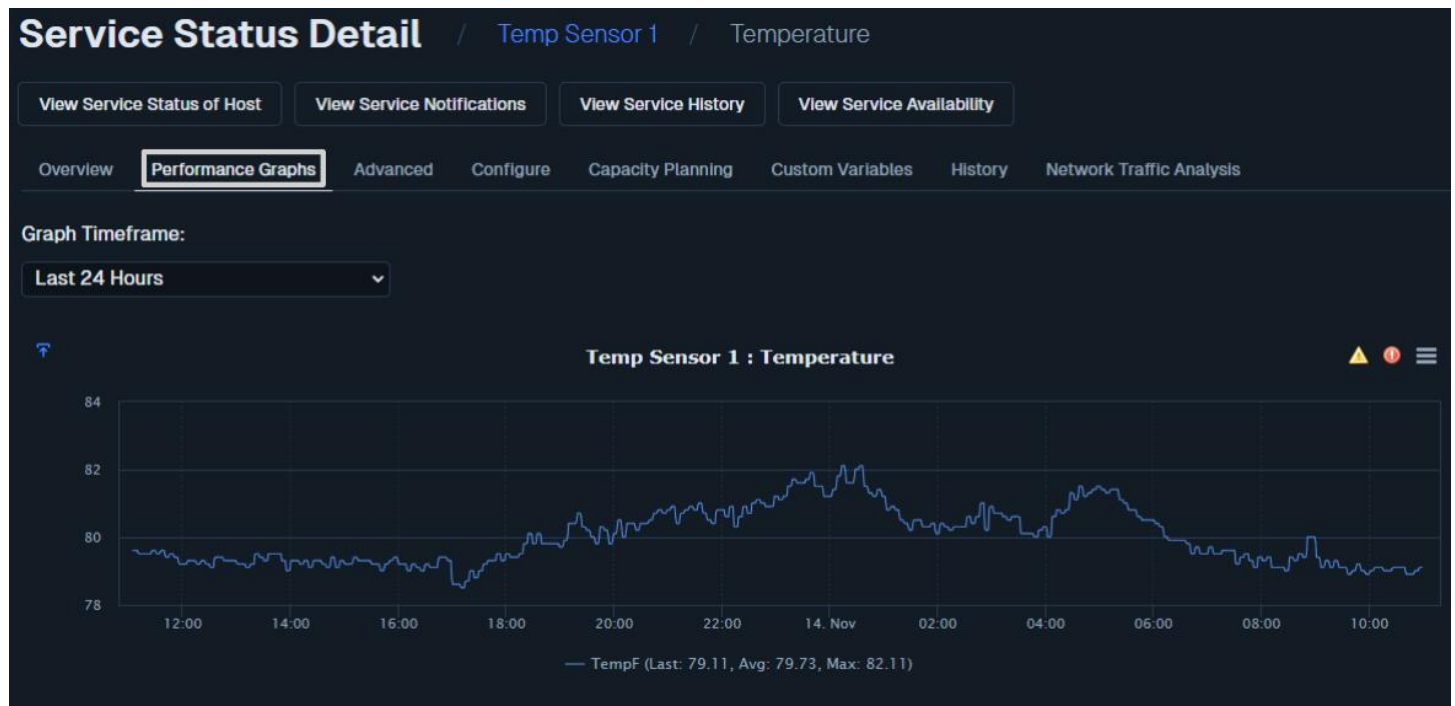 Service Status Detail / Temp Sensor 1 / Temperature
View Service Status of Host View Service Notifications View Service History View Service Availability
Overview Performance Graphs Advanced Configure Capacity Planning Custom Variables History Network Traffic Analysis
Graph Timeframe:
Last 24 Hours
Temp Sensor 1 : Temperature
84
82
80
78
12:00 14:00 16:00 18:00 20:00 22:00 14. Nov 02:00 04:00 06:00 08:00 10:00
TempF (Last: 79.11, Avg: 79.73, Max: 82.11)